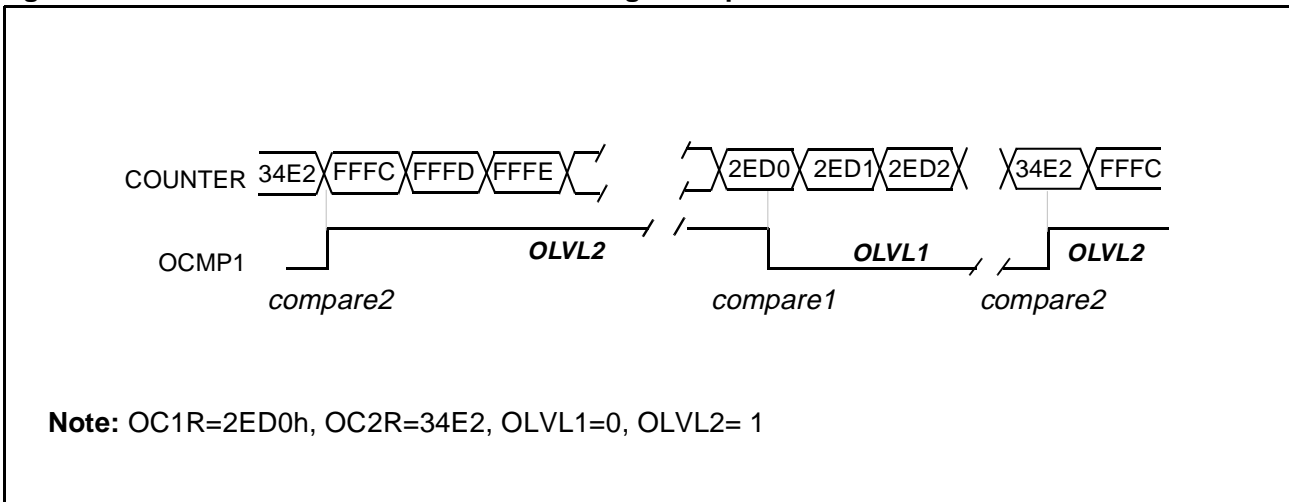 COUNTER 34E2 FFFC FFFD FFFE 2ED0 2ED1 2ED2 34E2 FFFC
OCMP1 OLVL2 OLVL1 OLVL2
compare2 compare1 compare2
Note: OC1R=2ED0h, OC2R=34E2, OLVL1=0, OLVL2= 1